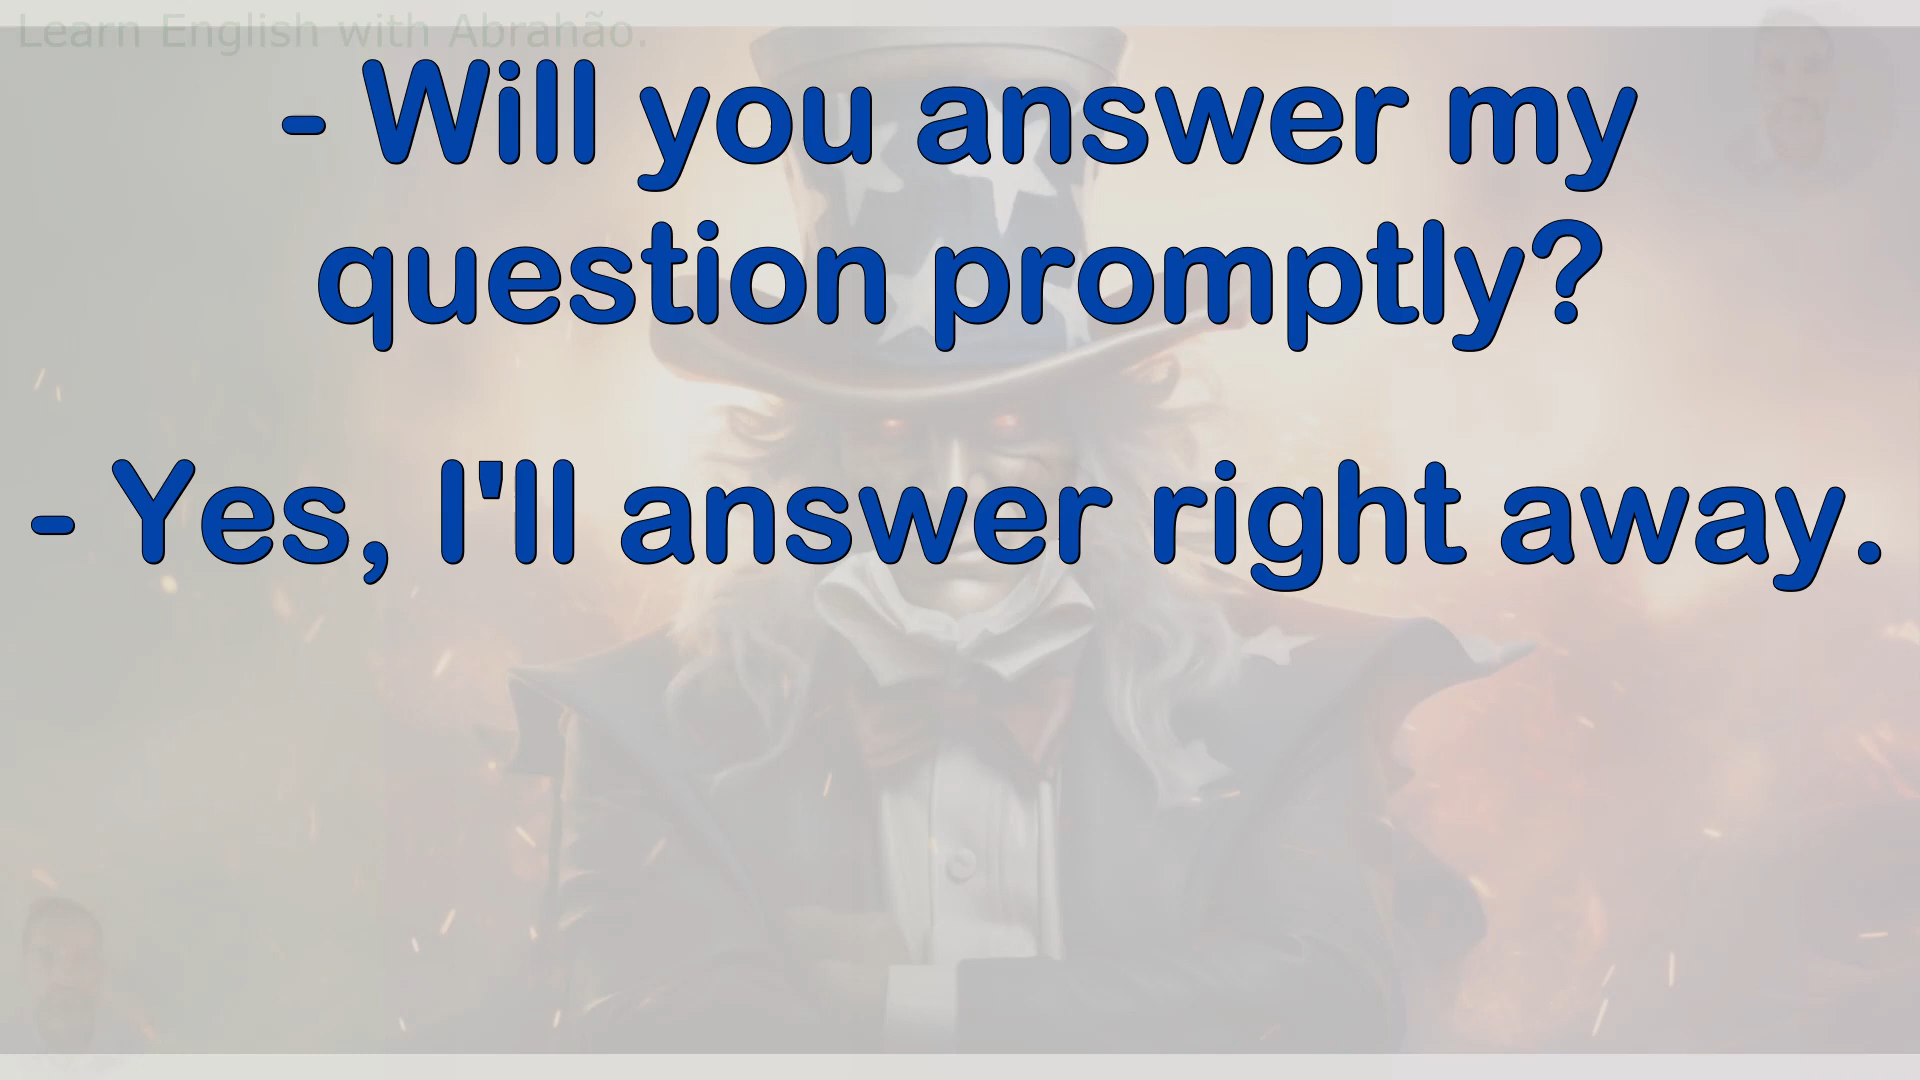 Learn English with Abrahão.
- Will you answer my
question promptly?
- Yes, I'll answer right away.